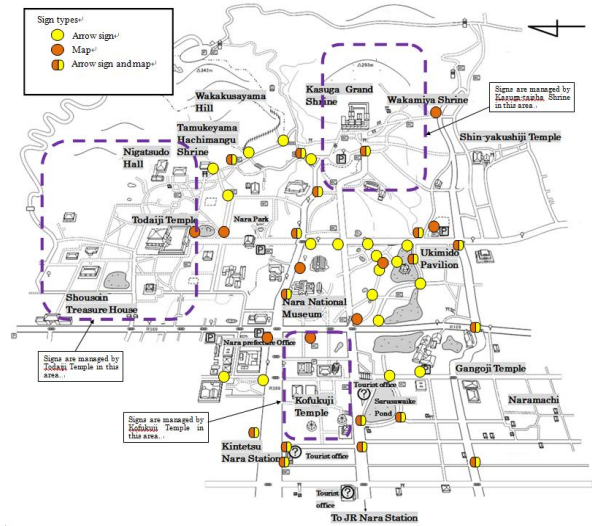 Sign types
Arrow sign
Map
Arrow sign and map
Wakakusayama
Hill
Kasuga Grand
Shrine
Wakamiya Shrine
Signs are managed
by Kasuga-taisha Shrine
in this area.
Tamukeyama
Hachimangu
Shrine
Shin-yakushiji Temple
Nigatsudo
Hall
Todaiji Temple
Nara Park
Ukimido
Pavilion
Shousoin
Treasure House
Nara National
Museum
Nara prefecture Office
Signs are managed by
Todaiji Temple in this
area.
Gangoji Temple
Tourist office
Kofukuji
Temple
Sarusawaike
Pond
Naramachi
Signs are managed by
Kofukuji Temple in
this area.
Kintetsu
Nara Station
Tourist office
Tourist
office
To JR Nara Station